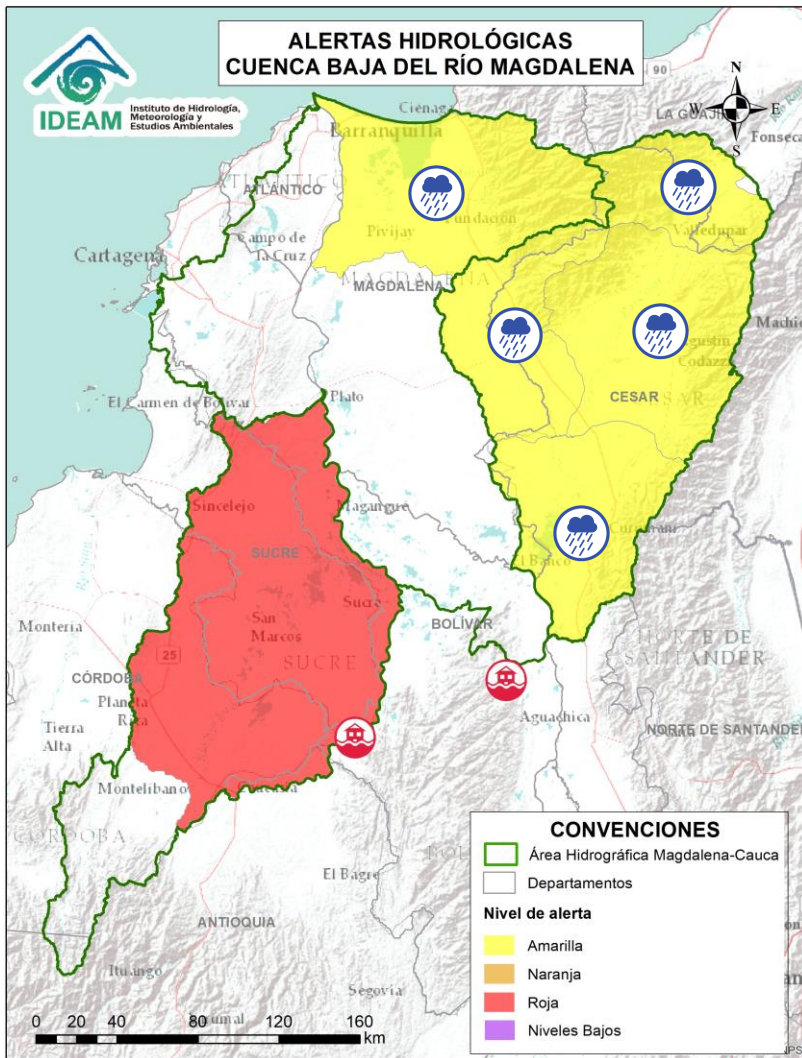 ALERTAS HIDROLÓGICAS
CUENCA BAJA DEL RÍO MAGDALENA
IDEAM
Instituto de Hidrología,
Meteorología y
Estudios Ambientales
90
N
W
E
S
Ciénaga
LA GUAJIRA
Fonseca
Barranquilla
ATLÁNTICO
Fundación
Pivijay
Valledupar
Campo de
la Cruz
Cartagena
MAGDALENA
MAGDALENA
Agustín
Codazzi
CESAR
El Carmen de Bolívar
Plato
Sincelejo
Magangué
SUCRE
El Banco
Sucre
San
Marcos
BOLÍVAR
Montería
SUCRE
NORTE DE
SANTANDER
25
CÓRDOBA
Planeta
Rica
Tierra
Alta
Aguachica
NORTE DE SANTANDER
Montelíbano
CÓRDOBA
El Bagre
ANTIOQUIA
Ituango
Segovia
CONVENCIONES
Área Hidrográfica Magdalena-Cauca
Departamentos
Nivel de alerta
Amarilla
Naranja
Roja
Niveles Bajos
0 20 40 80 120 160
km